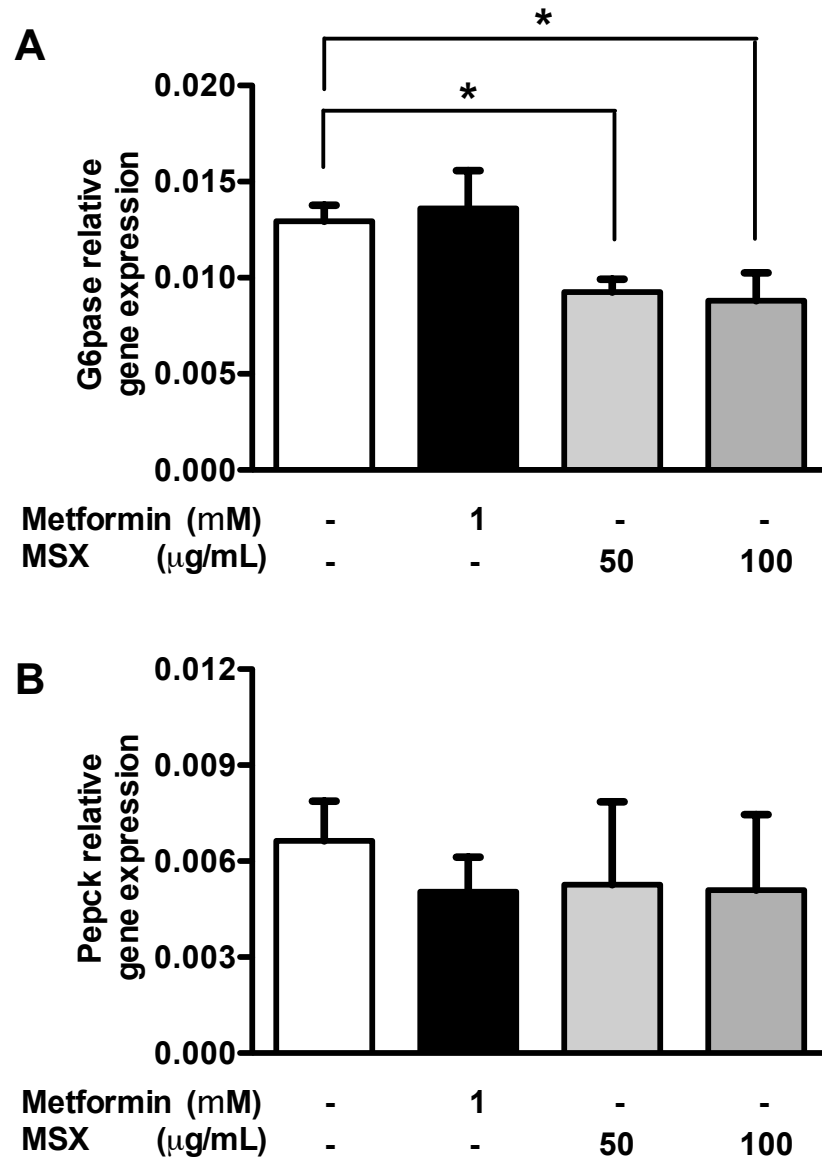 A
*
*
G6pase relative
gene expression
0.020
0.015
0.010
0.005
0.000
Metformin (mM) - 1 - -
MSX (μg/mL) - - 50 100
B
Pepck relative
gene expression
0.012
0.009
0.006
0.003
0.000
Metformin (mM) - 1 - -
MSX (μg/mL) - - 50 100